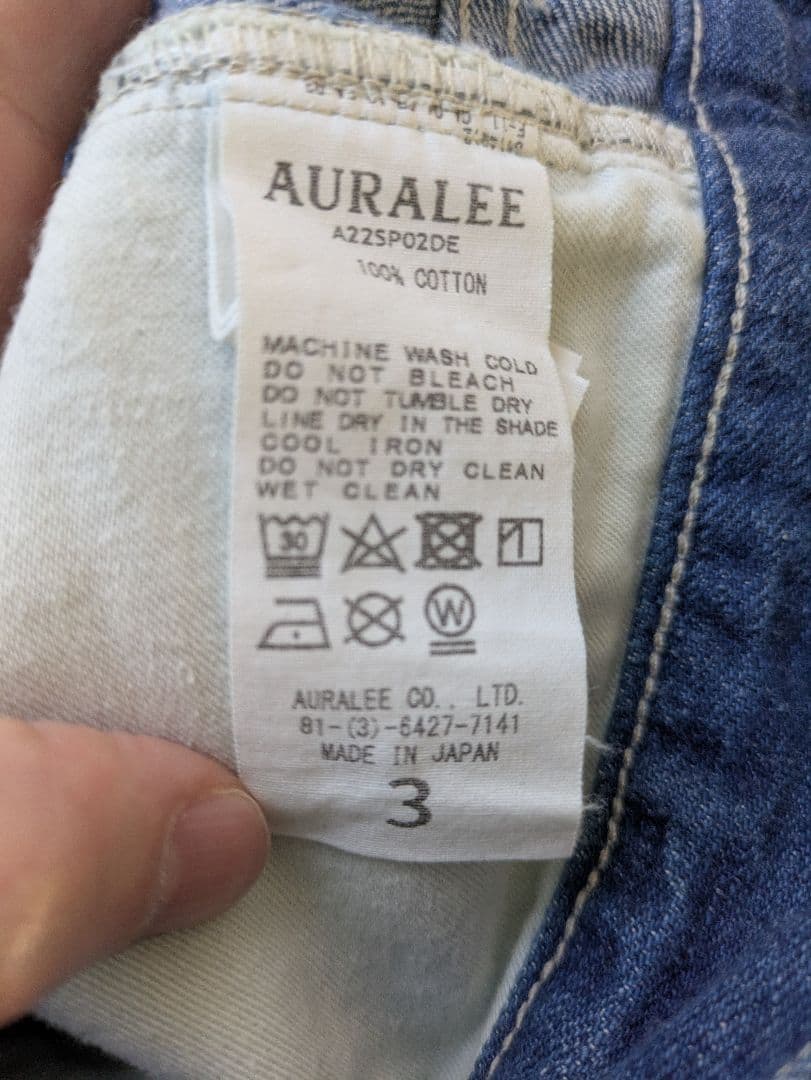 AURALEE
A22SP02DE
100% COTTON
MACHINE WASH COLD
DO NOT BLEACH
DO NOT TUMBLE DRY
LINE DRY IN THE SHADE
COOL IRON
DO NOT DRY CLEAN
WET CLEAN
30
W
AURALEE CO., LTD.
81-(3)-6427-7141
MADE IN JAPAN
3